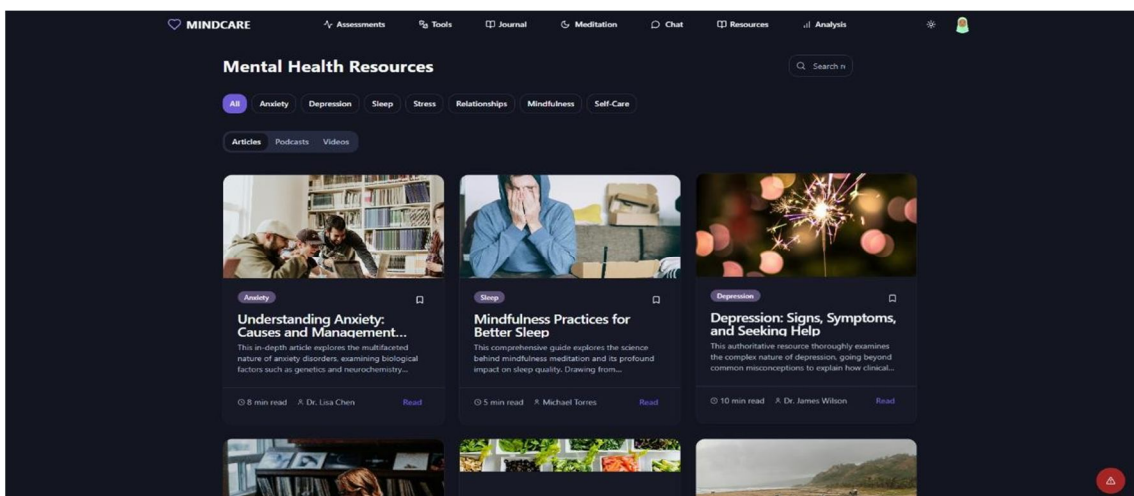 MINDCARE Assessments Tools Journal Meditation Chat Resources Analysis
Mental Health Resources
Search
All Anxiety Depression Sleep Stress Relationships Mindfulness Self-Care
Articles Podcasts Videos
Anxiety
Understanding Anxiety:
Causes and Management...
This in-depth article explores the multifaceted
nature of anxiety disorders, examining biological
factors such as genetics and neurochemistry...
8 min read Dr. Lisa Chen Read
Sleep
Mindfulness Practices for
Better Sleep
This comprehensive guide explores the science
behind mindfulness meditation and its profound
impact on sleep quality. Drawing from...
5 min read Michael Torres Read
Depression
Depression: Signs, Symptoms,
and Seeking Help
This authoritative resource thoroughly examines
the complex nature of depression, going beyond
common misconceptions to explain how clinical...
10 min read Dr. James Wilson Read